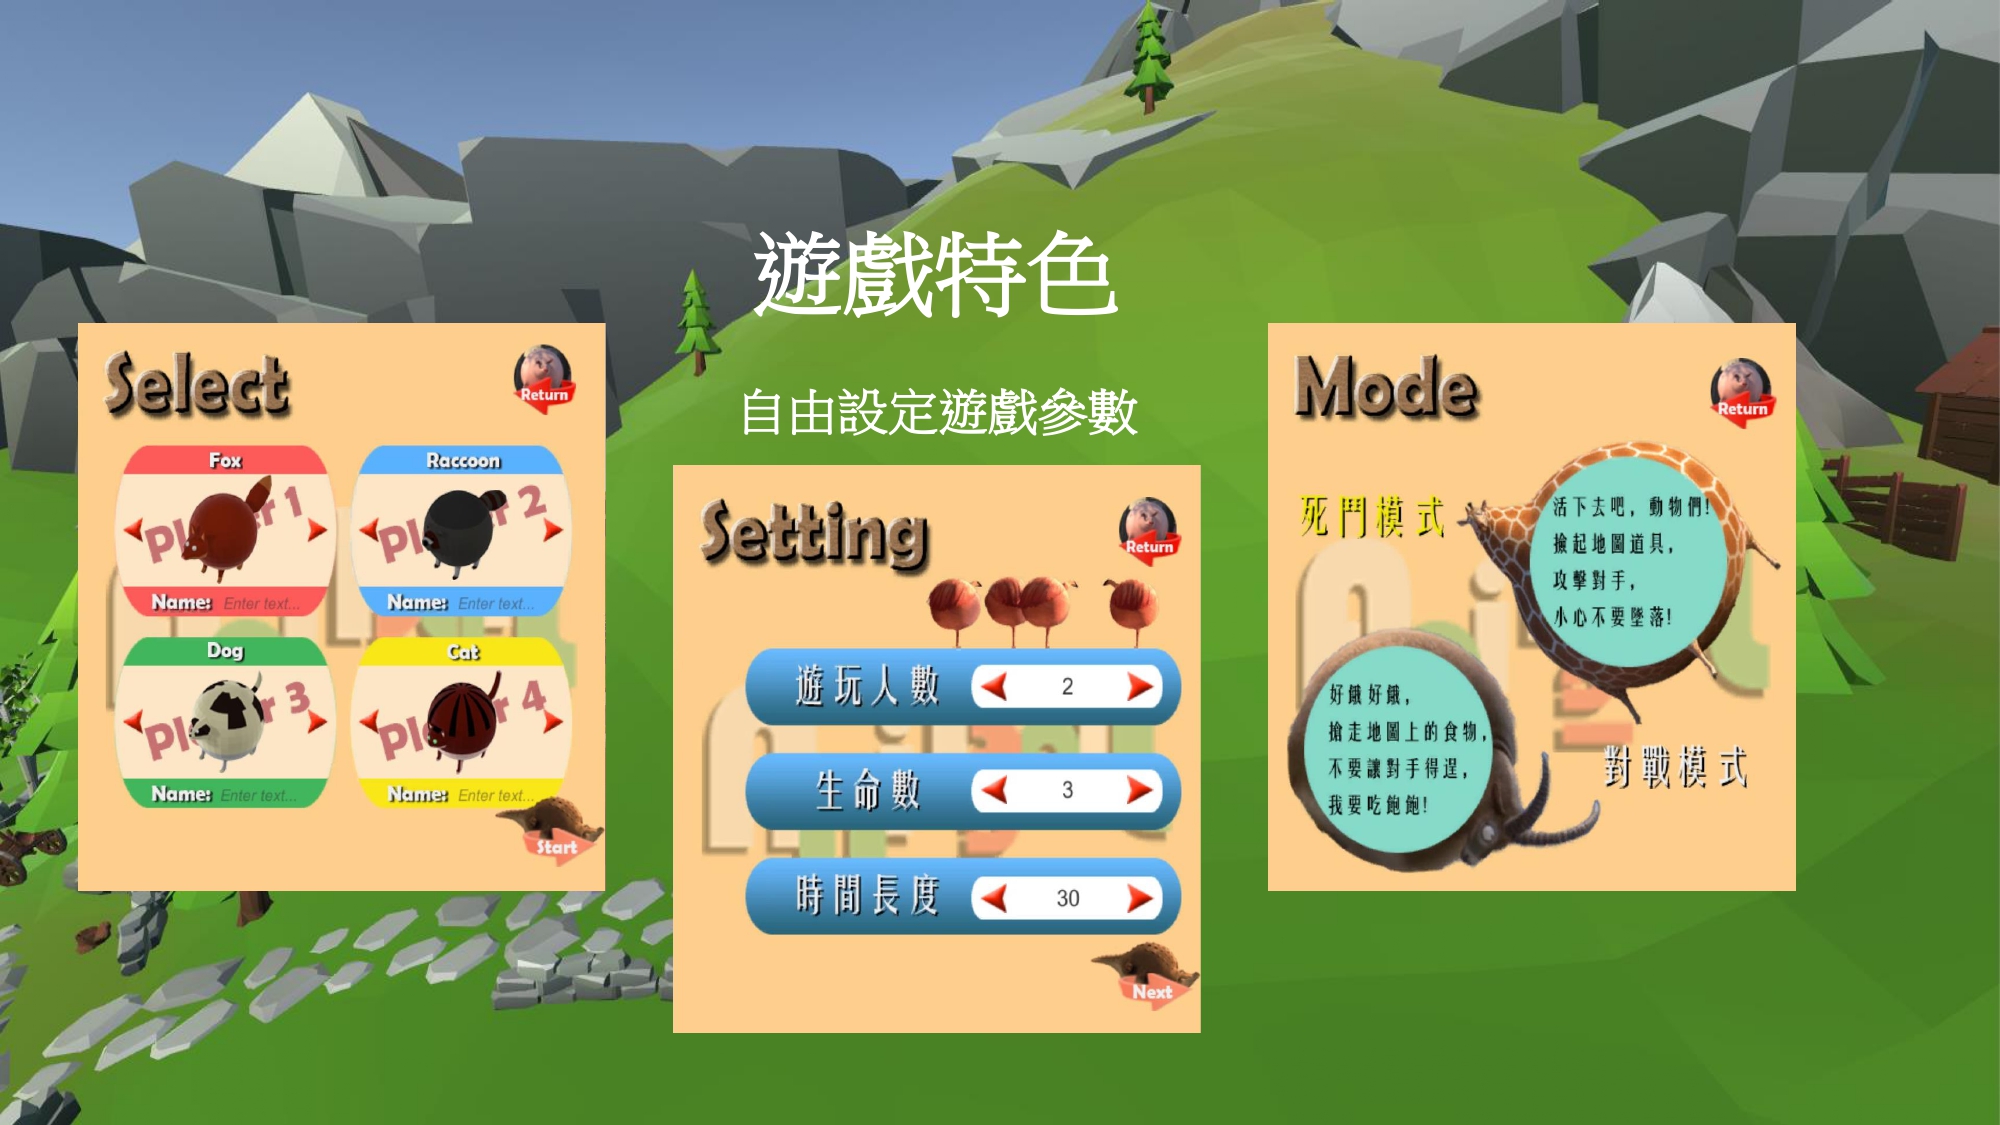 遊戲特色
自由設定遊戲參數
Select
Return
Fox
Player 1
Name: Enter text...
Raccoon
2
Name: Enter text...
Dog
3
Name: Enter text...
Cat
4
Name: Enter text...
Start
Setting
Return
遊玩人數
2
生命數
3
時間長度
30
Next
Mode
Return
死鬥模式
活下去吧，動物們!
撿起地圖道具，
攻擊對手，
小心不要墜落!
好餓好餓，
搶走地圖上的食物，
不要讓對手得逞，
我要吃飽飽!
對戰模式